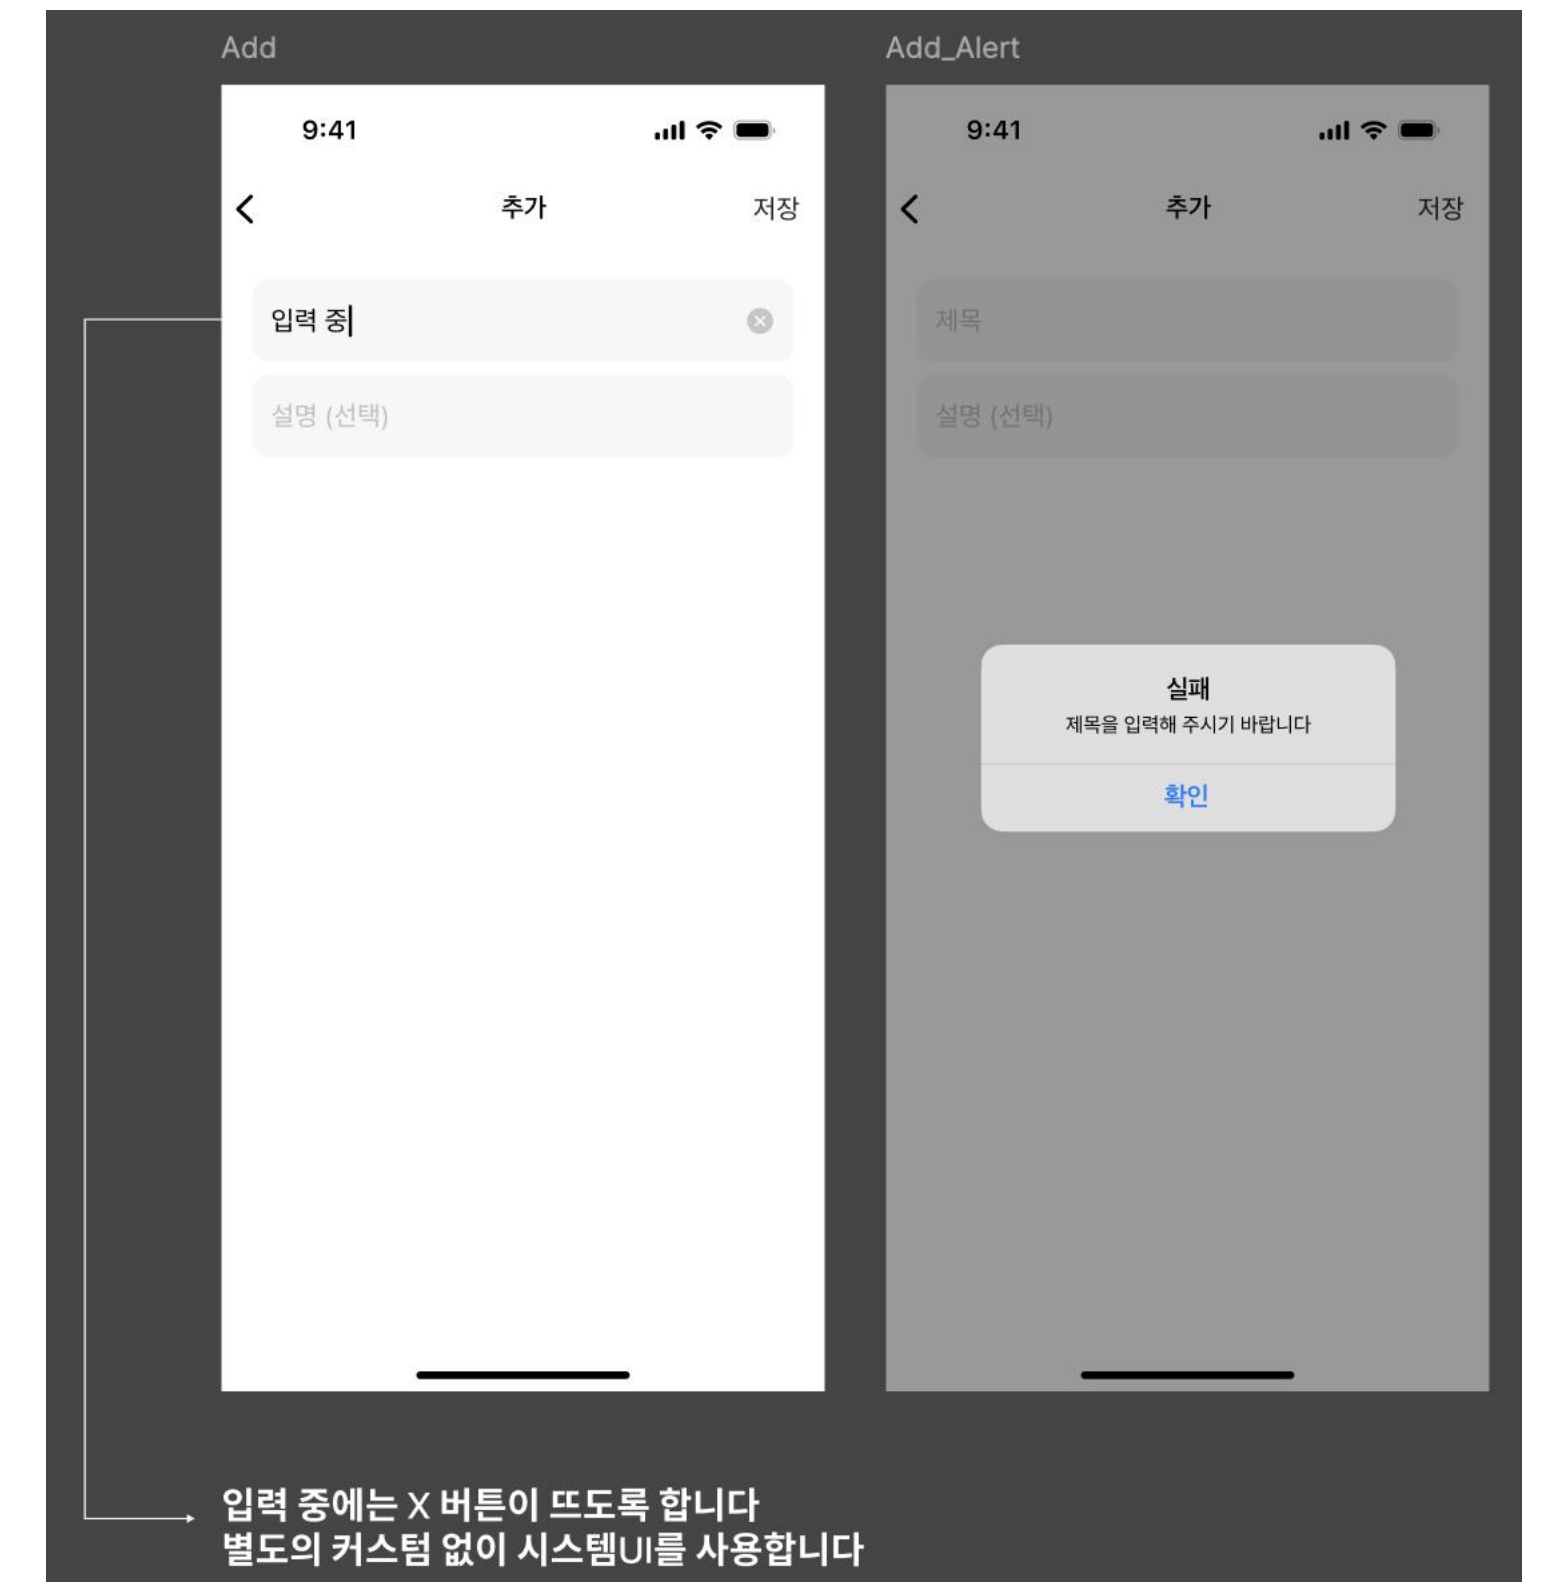 Add
9:41
추가
저장
입력 중
설명 (선택)
Add_Alert
9:41
추가
저장
제목
설명 (선택)
실패
제목을 입력해 주시기 바랍니다
확인
입력 중에는 X 버튼이 뜨도록 합니다
별도의 커스텀 없이 시스템UI를 사용합니다